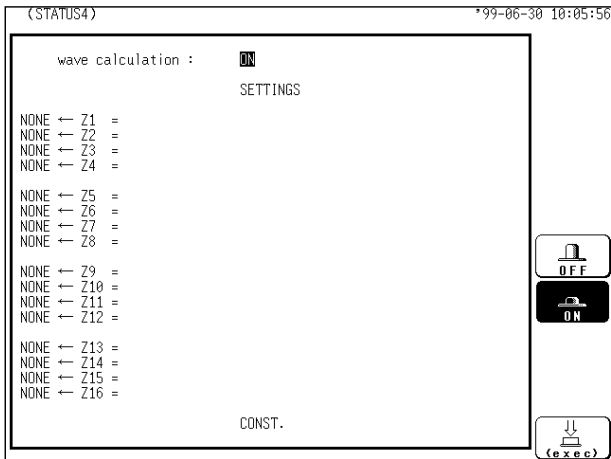 (STATUS4) '99-06-30 10:05:56
wave calculation : ON
SETTINGS
NONE ← Z1 =
NONE ← Z2 =
NONE ← Z3 =
NONE ← Z4 =
NONE ← Z5 =
NONE ← Z6 =
NONE ← Z7 =
NONE ← Z8 =
NONE ← Z9 =
NONE ← Z10 =
NONE ← Z11 =
NONE ← Z12 =
NONE ← Z13 =
NONE ← Z14 =
NONE ← Z15 =
NONE ← Z16 =
CONST.
OFF
ON
(exec)